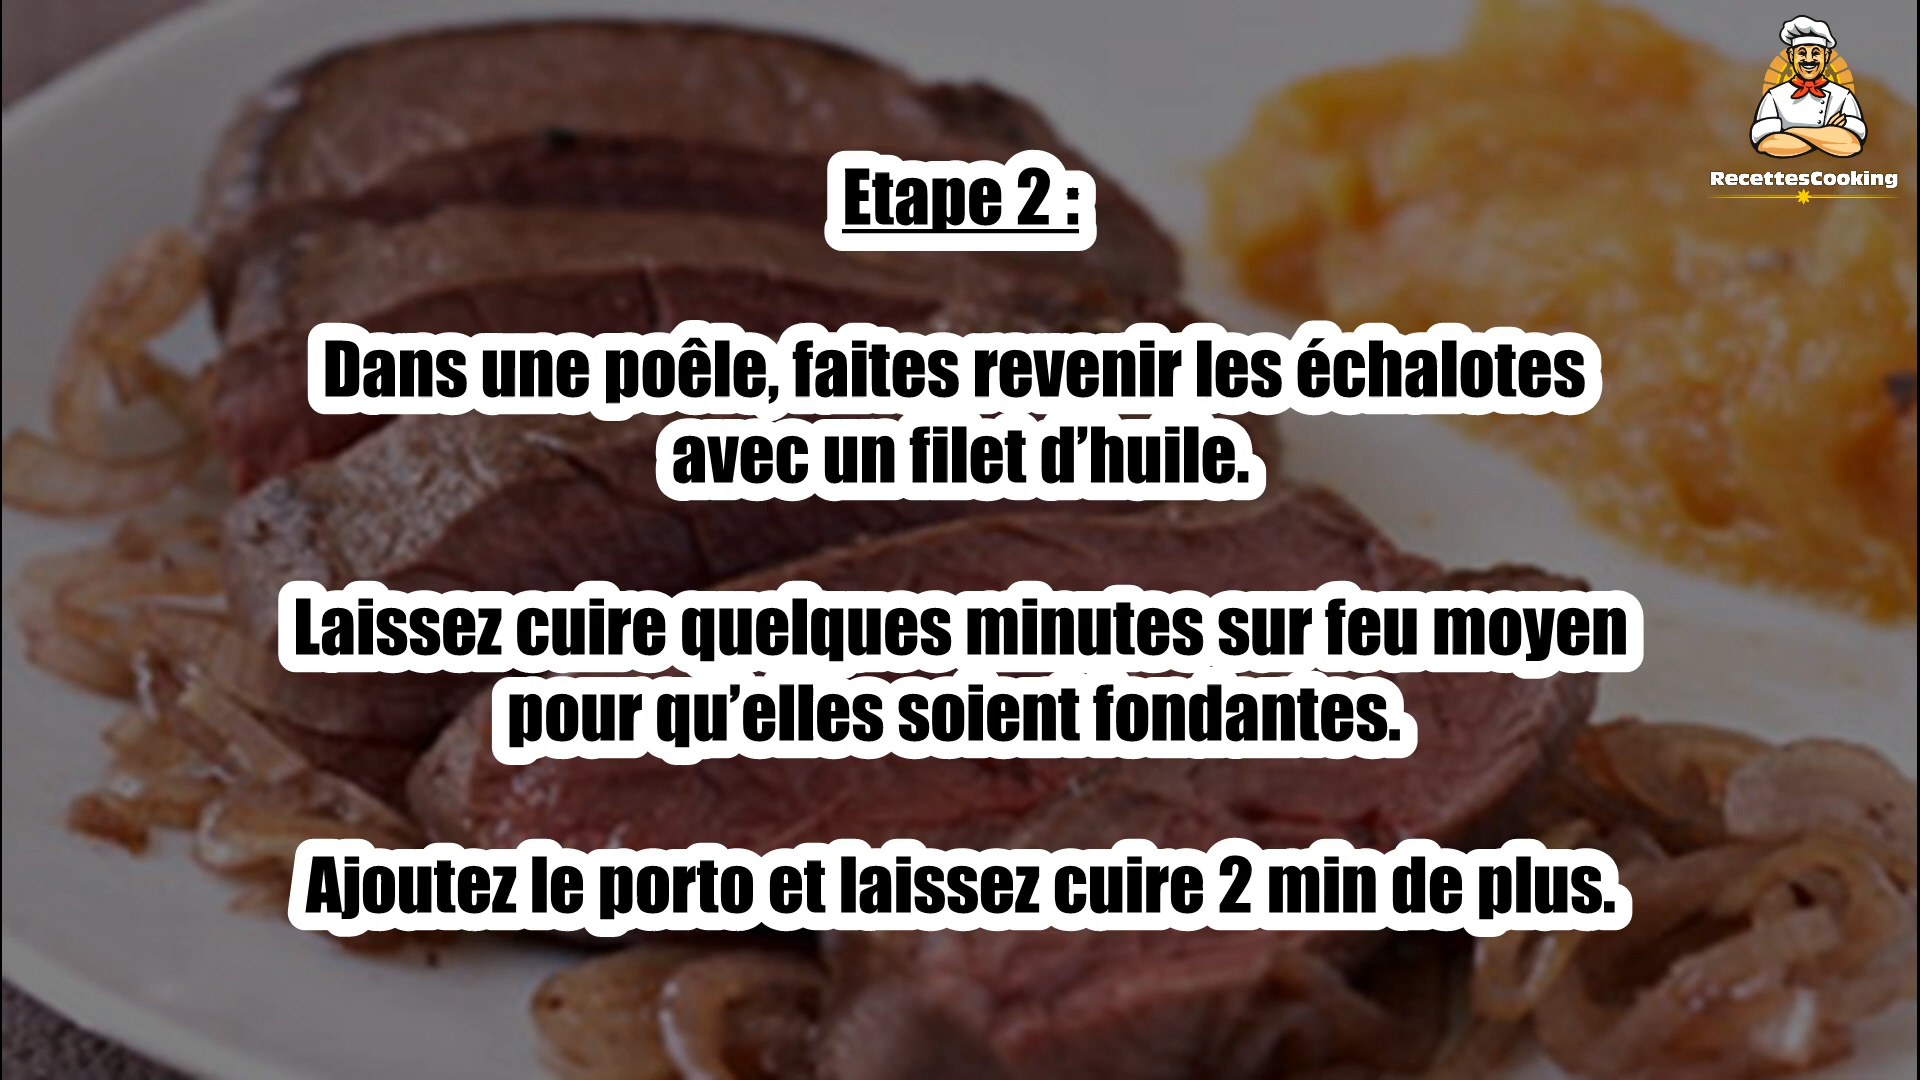 RecettesCooking
Etape 2 :
Dans une poêle, faites revenir les échalotes
avec un filet d’huile.
Laissez cuire quelques minutes sur feu moyen
pour qu’elles soient fondantes.
Ajoutez le porto et laissez cuire 2 min de plus.